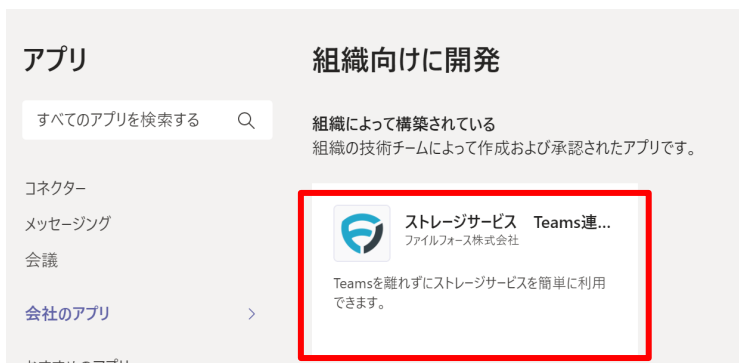 アプリ
すべてのアプリを検索する
コネクター
メッセージング
会議
会社のアプリ
組織向けに開発
組織によって構築されている
組織の技術チームによって作成および承認されたアプリです。
ストレージサービス　Teams連...
ファイルフォース株式会社
Teamsを離れずにストレージサービスを簡単に利用
できます。